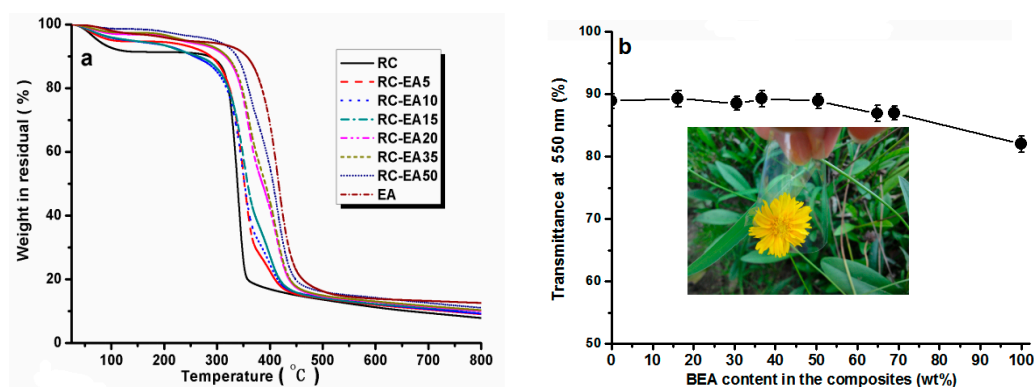 a
Weight in residual ( % )
100
80
60
40
20
0
RC
RC-EA5
RC-EA10
RC-EA15
RC-EA20
RC-EA35
RC-EA50
EA
100 200 300 400 500 600 700 800
Temperature ( °C )
b
Transmittance at 550 nm (%)
100
90
80
70
60
50
0 10 20 30 40 50 60 70 80 90 100
BEA content in the composites (wt%)